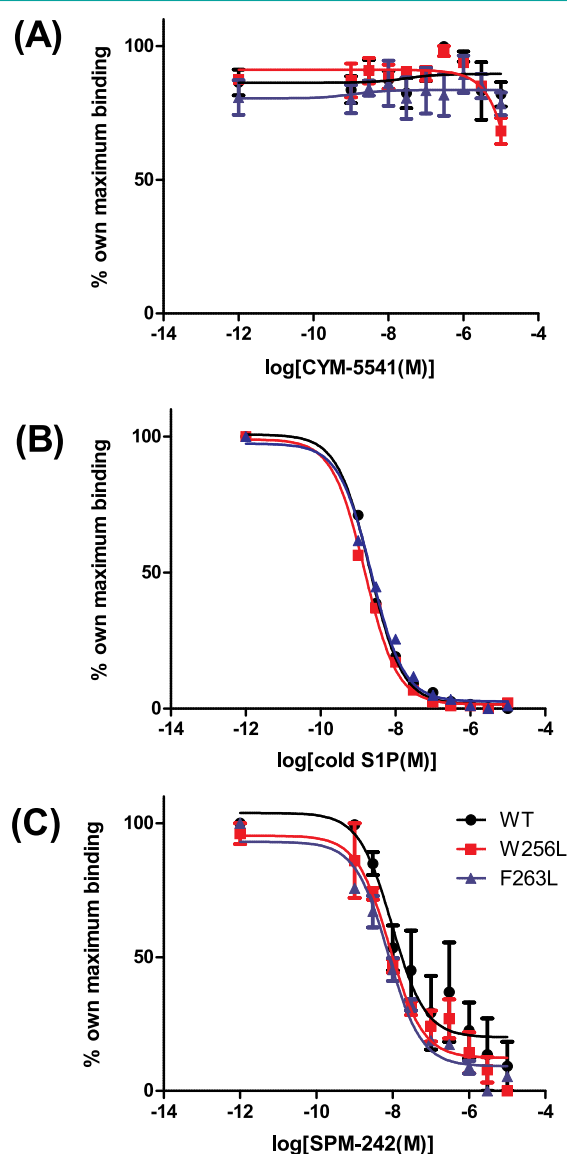 (A)
% own maximum binding
100
50
0
-14 -12 -10 -8 -6 -4
log[CYM-5541(M)]
(B)
% own maximum binding
100
50
0
-14 -12 -10 -8 -6 -4
log[cold S1P(M)]
(C)
% own maximum binding
100
50
0
WT
W256L
F263L
-14 -12 -10 -8 -6 -4
log[SPM-242(M)]